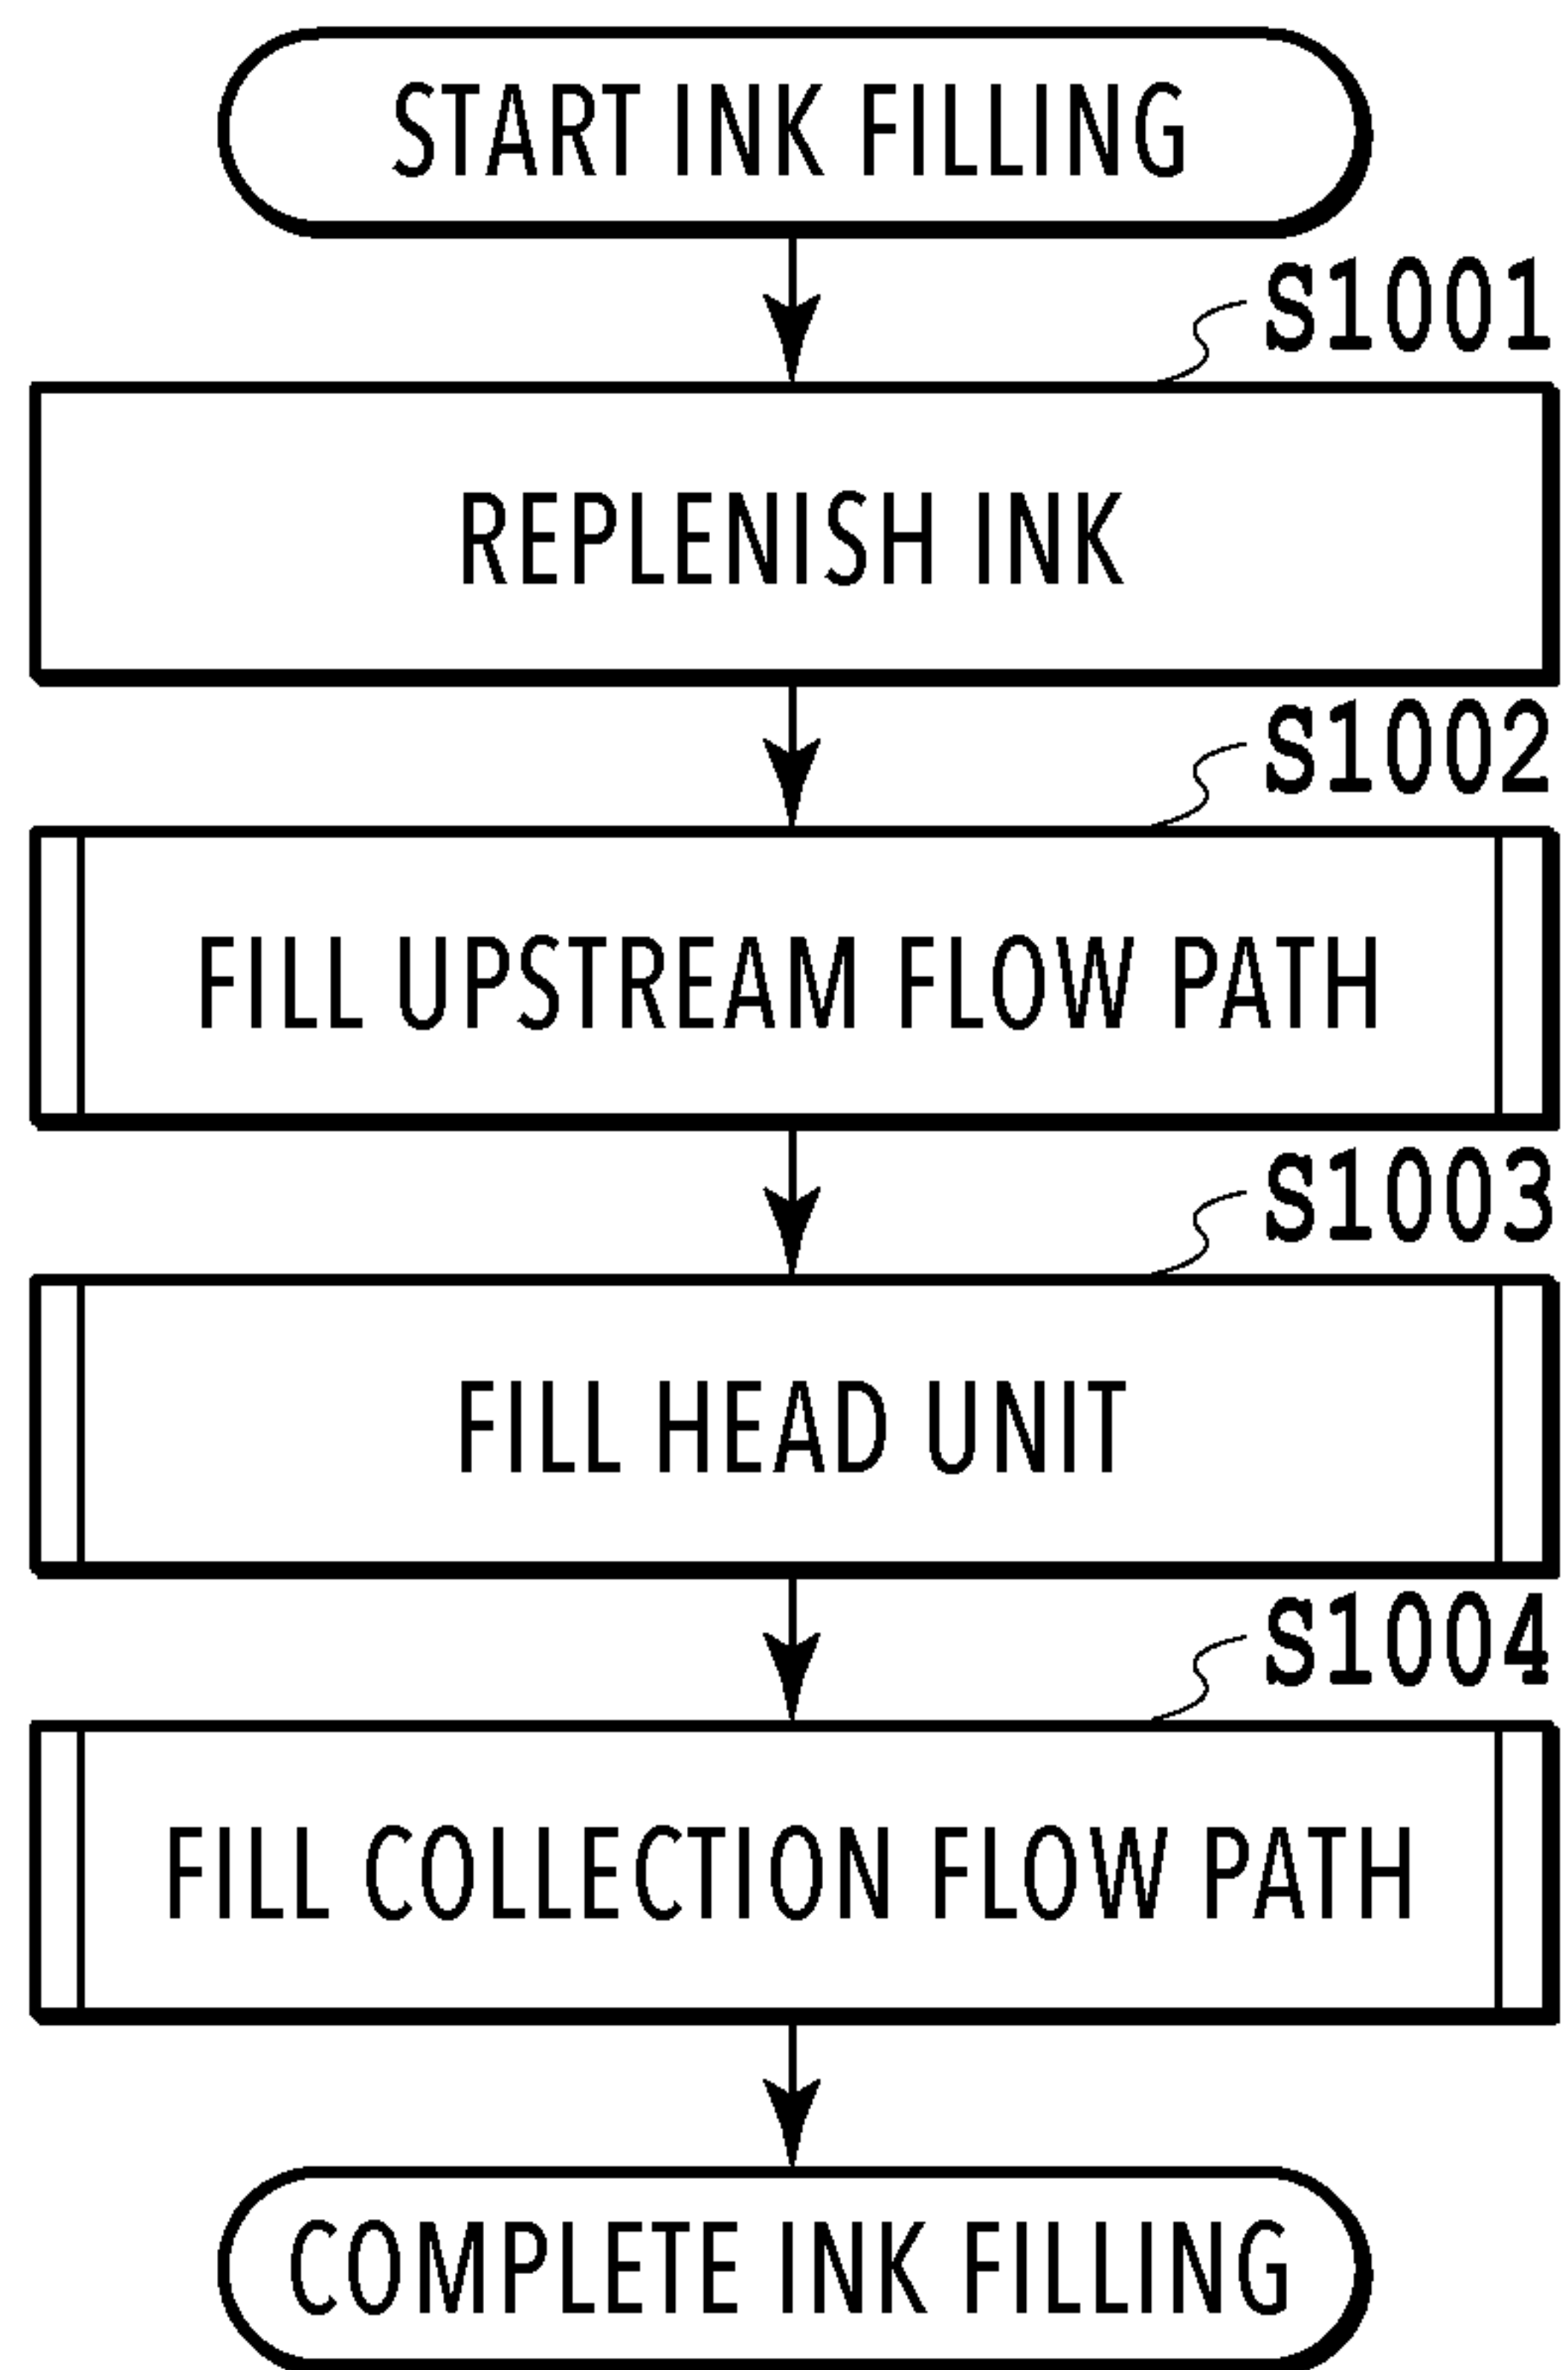 START INK FILLING
S1001
REPLENISH INK
S1002
FILL UPSTREAM FLOW PATH
S1003
FILL HEAD UNIT
S1004
FILL COLLECTION FLOW PATH
COMPLETE INK FILLING